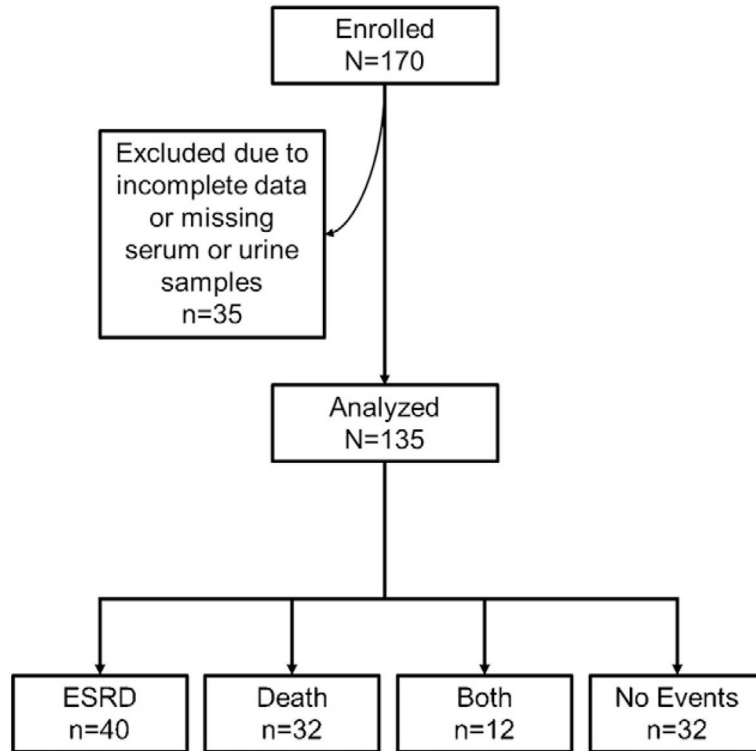 Enrolled
N=170
Excluded due to
incomplete data
or missing
serum or urine
samples
n=35
Analyzed
N=135
ESRD
n=40
Death
n=32
Both
n=12
No Events
n=32